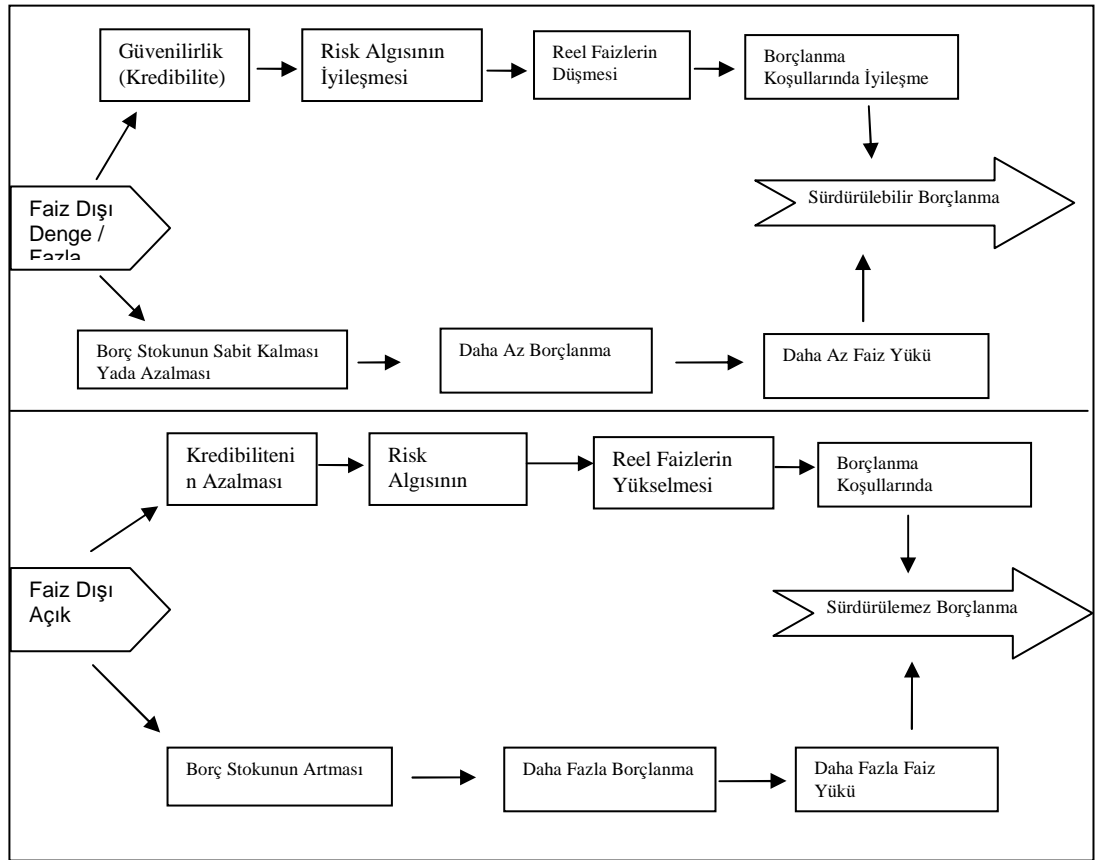 Güvenilirlik
(Kredibilite)
Risk Algısının
İyileşmesi
Reel Faizlerin
Düşmesi
Borçlanma
Koşullarında İyileşme
Faiz Dışı
Denge /
Fazla
Sürdürülebilir Borçlanma
Borç Stokunun Sabit Kalması
Yada Azalması
Daha Az Borçlanma
Daha Az Faiz Yükü
Kredibiliteni
n Azalması
Risk
Algısının
Reel Faizlerin
Yükselmesi
Borçlanma
Koşullarında
Faiz Dışı
Açık
Sürdürülemez Borçlanma
Borç Stokunun Artması
Daha Fazla Borçlanma
Daha Fazla Faiz
Yükü